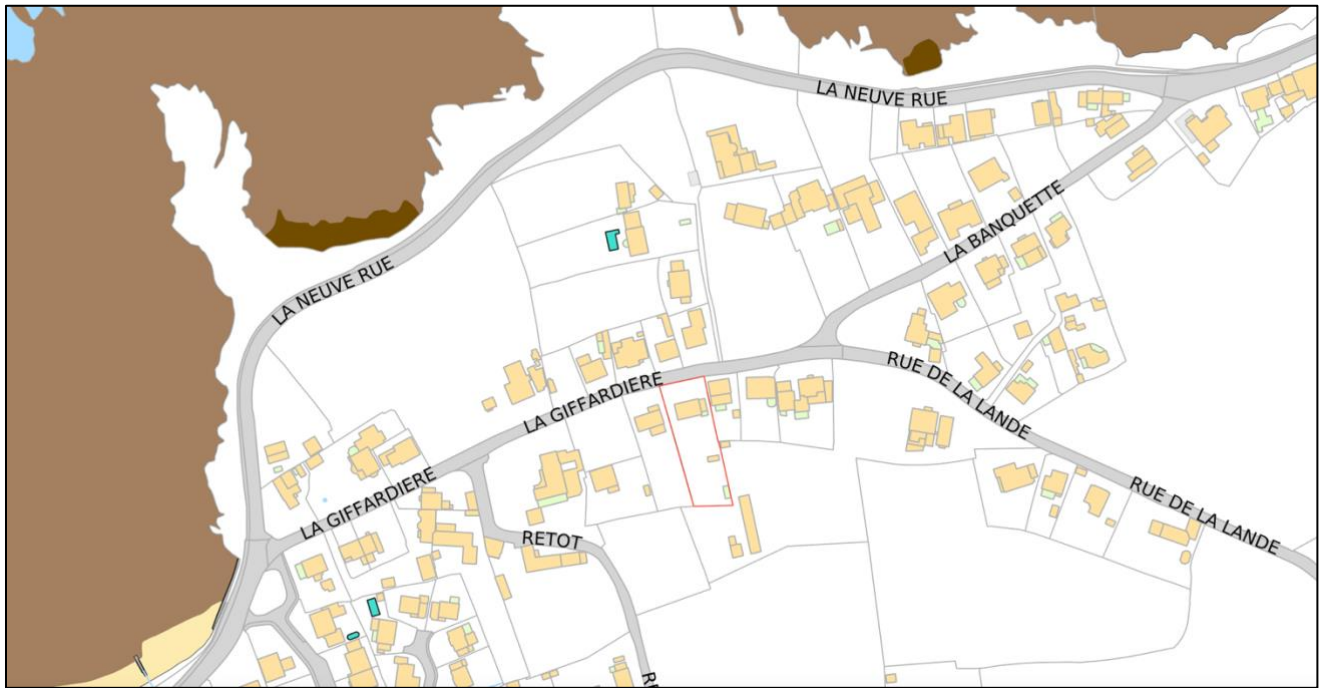 LA NEUVE RUE
LA BANQUETTE
LA NEUVE RUE
RUE DE LA LANDE
LA GIFFARDIERE
LA GIFFARDIERE
RUE DE LA LANDE
RETOT